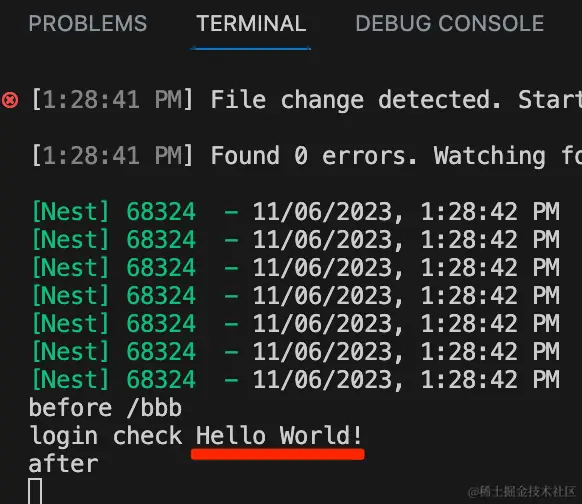 PROBLEMS TERMINAL DEBUG CONSOLE
[1:28:41 PM] File change detected. Start
[1:28:41 PM] Found 0 errors. Watching fo
[Nest] 68324 - 11/06/2023, 1:28:42 PM
[Nest] 68324 - 11/06/2023, 1:28:42 PM
[Nest] 68324 - 11/06/2023, 1:28:42 PM
[Nest] 68324 - 11/06/2023, 1:28:42 PM
[Nest] 68324 - 11/06/2023, 1:28:42 PM
[Nest] 68324 - 11/06/2023, 1:28:42 PM
[Nest] 68324 - 11/06/2023, 1:28:42 PM
before /bbb
login check Hello World!
after
@稀土掘金技术社区